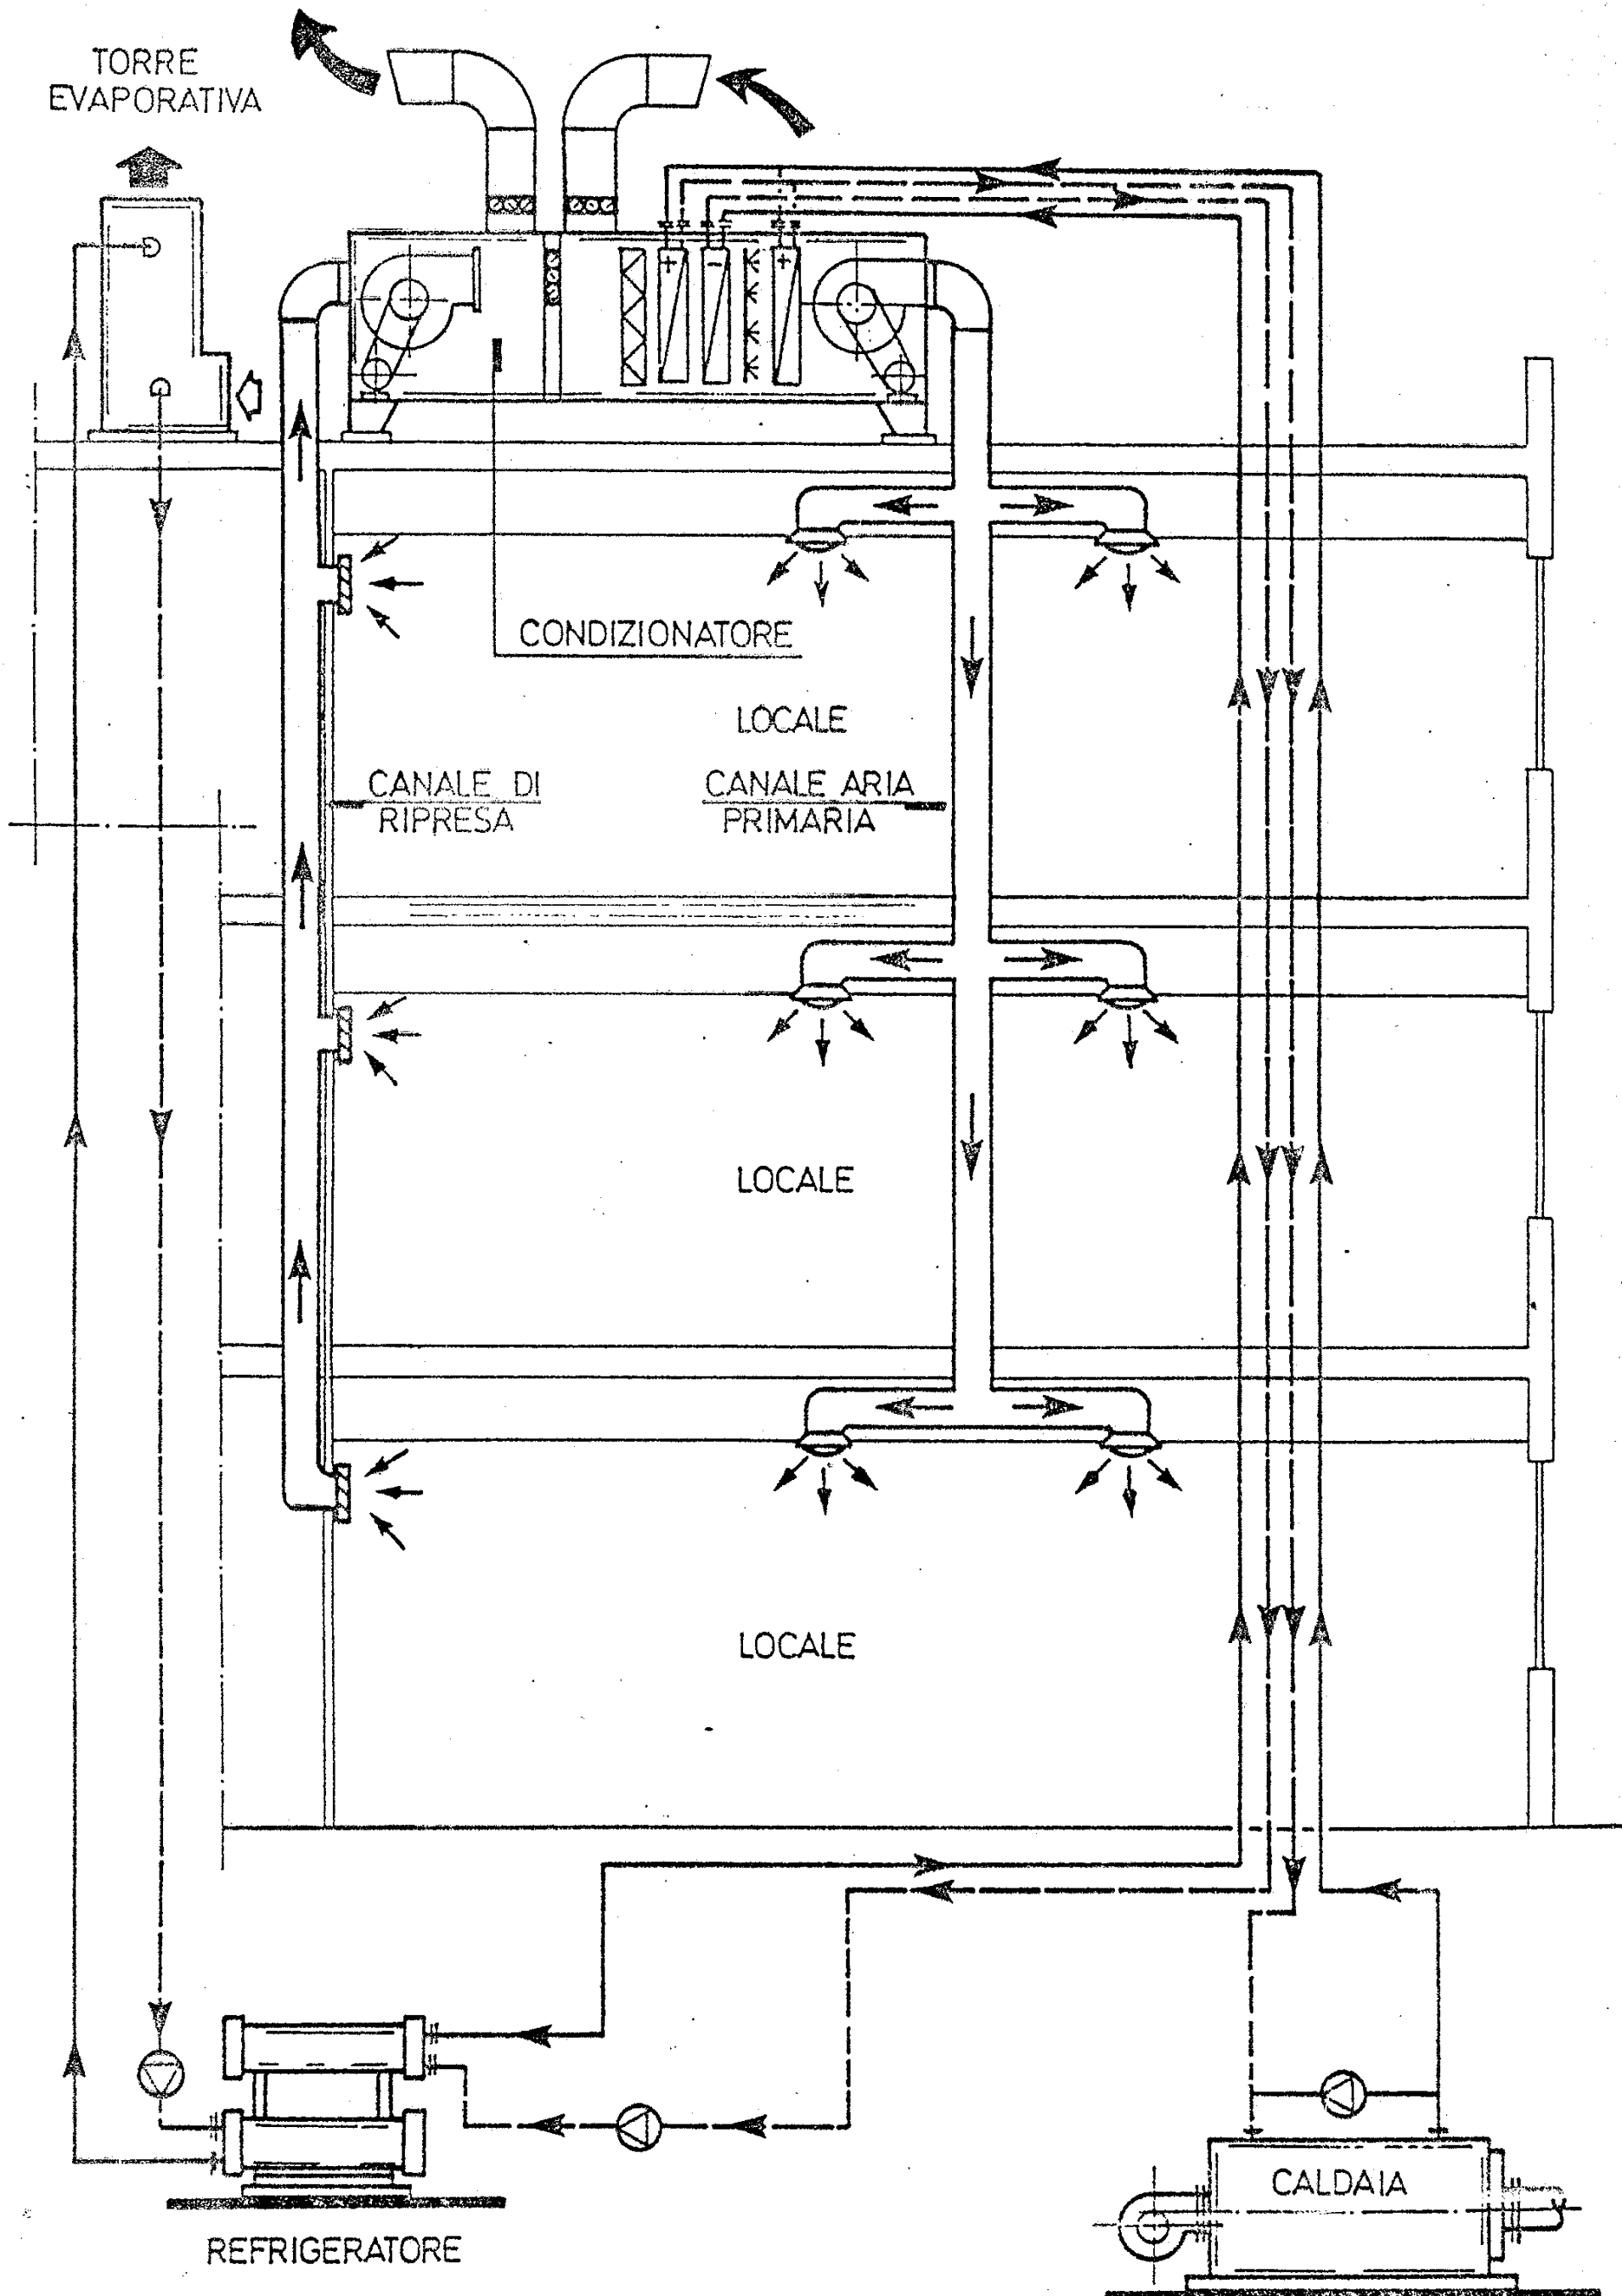 TORRE
EVAPORATIVA
CONDIZIONATORE
LOCALE
CANALE DI
RIPRESA
CANALE ARIA
PRIMARIA
LOCALE
LOCALE
CALDAIA
REFRIGERATORE